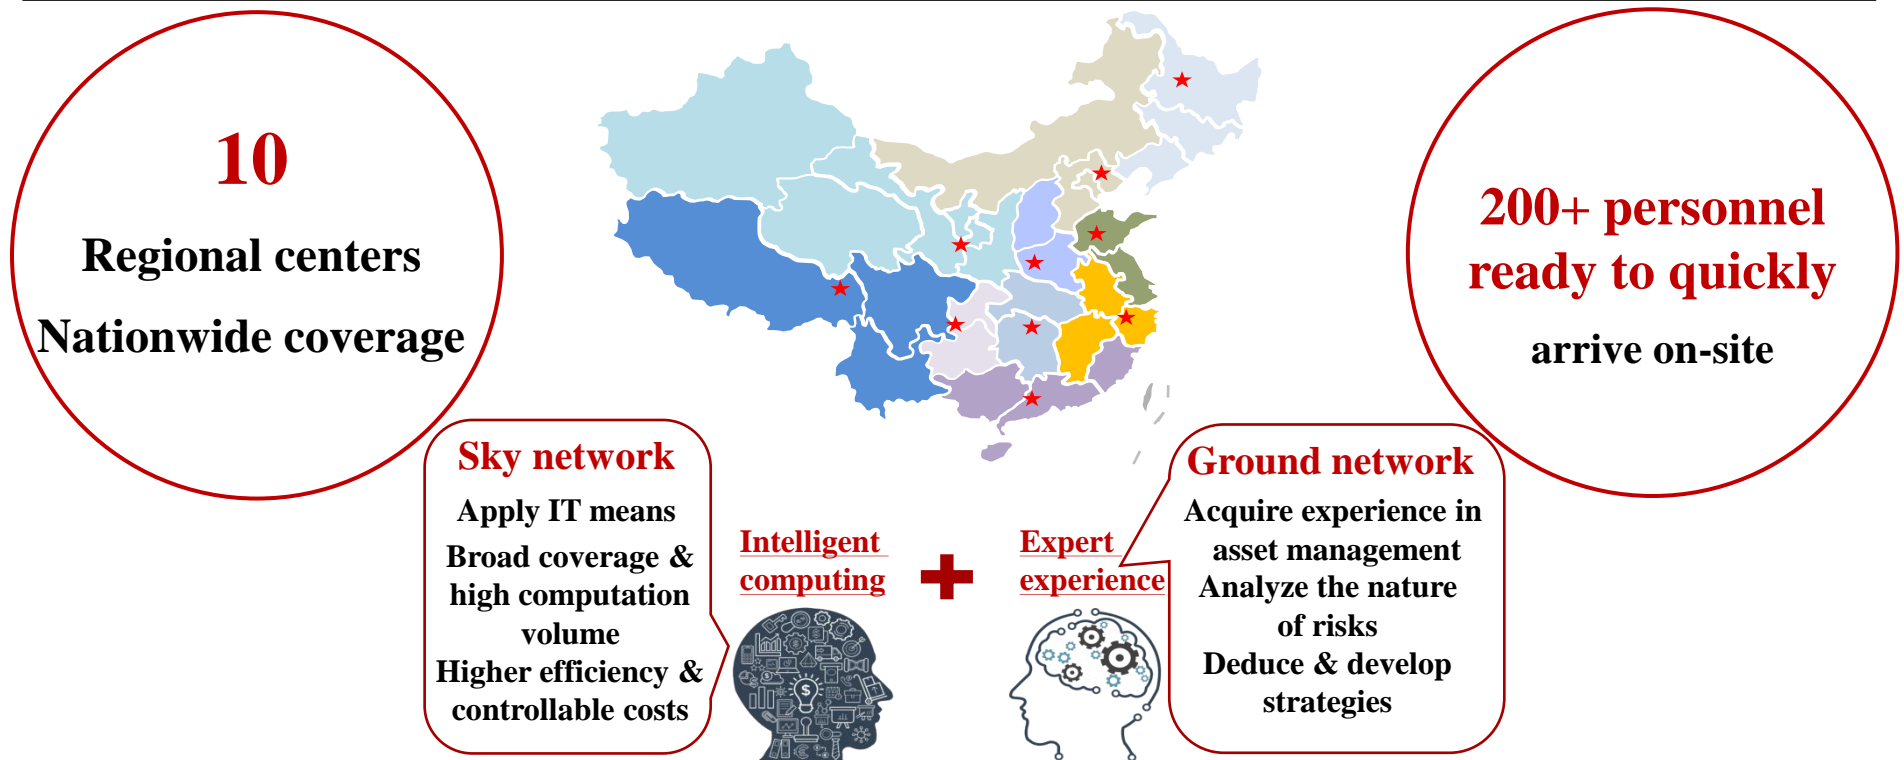 10
Regional centers
Nationwide coverage
200+ personnel
ready to quickly
arrive on-site
Sky network
Apply IT means
Broad coverage &
high computation
volume
Higher efficiency &
controllable costs
Intelligent
computing
Expert
experience
Ground network
Acquire experience in
asset management
Analyze the nature
of risks
Deduce & develop
strategies